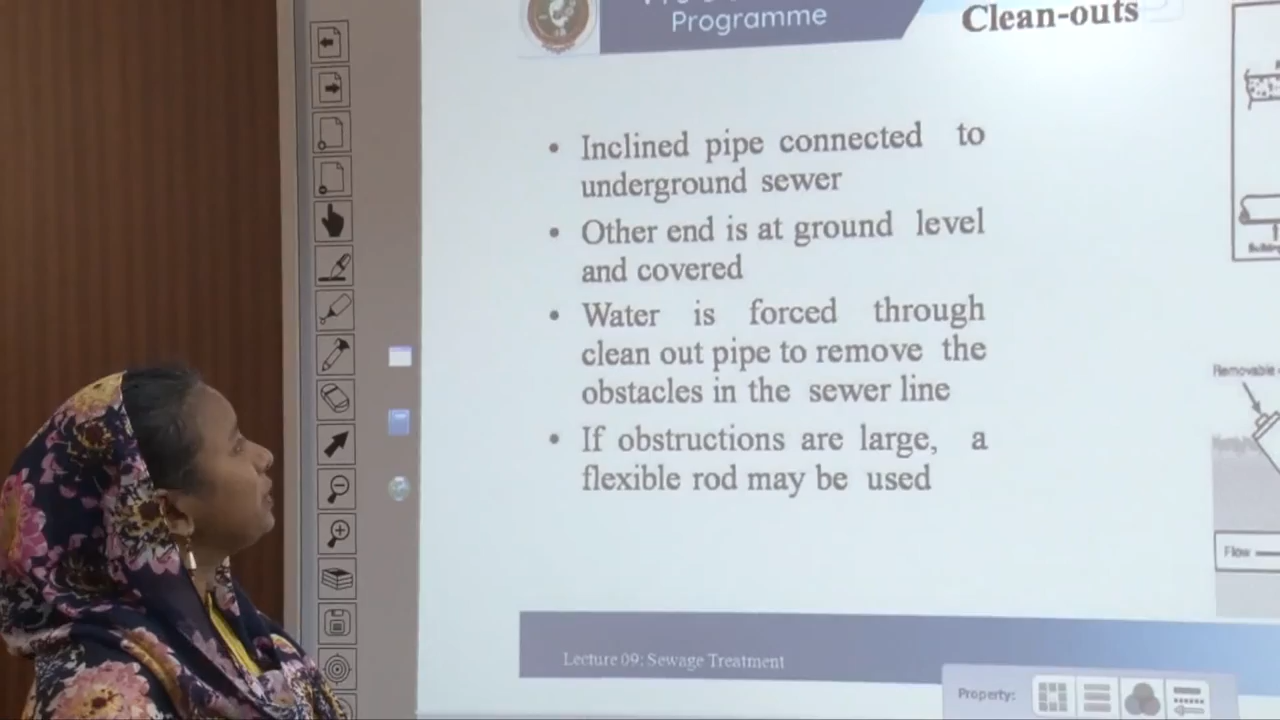 Programme
Clean-outs
• Inclined pipe connected to
underground sewer
• Other end is at ground level
and covered
• Water is forced through
clean out pipe to remove the
obstacles in the sewer line
• If obstructions are large, a
flexible rod may be used
Removable
Flow
Lecture 09: Sewage Treatment
Property: